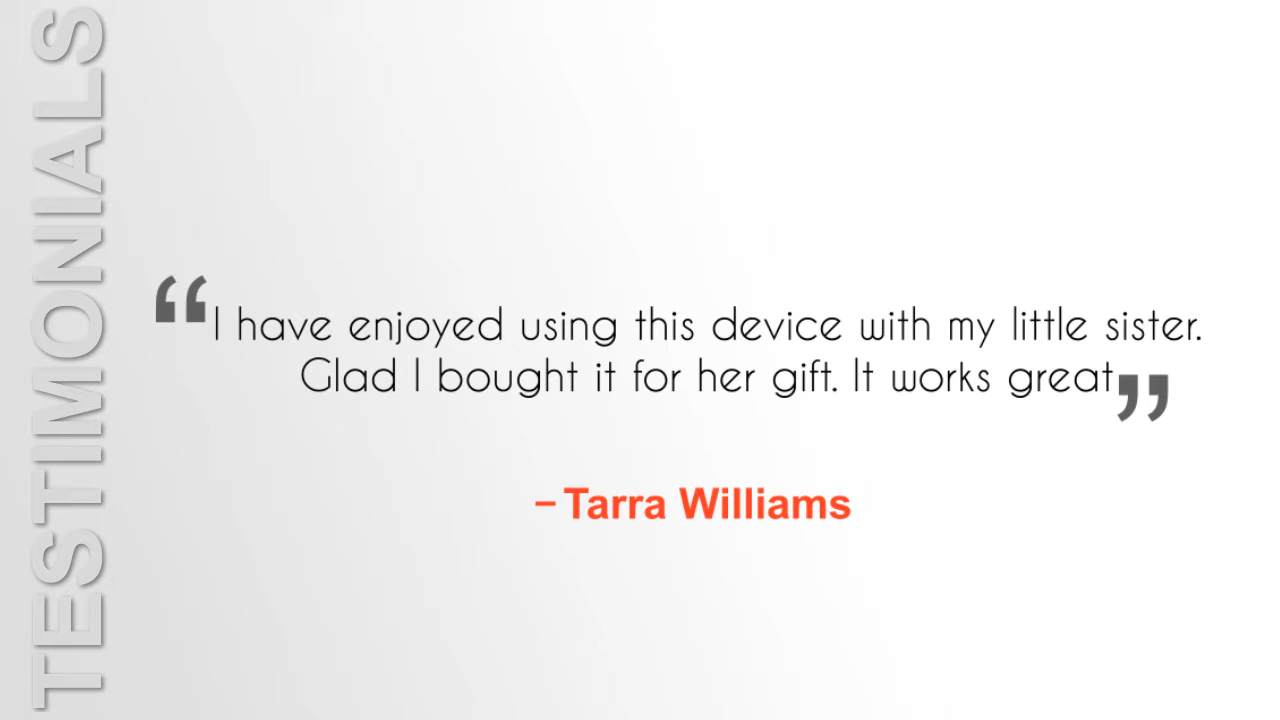 TESTIMONIALS
“I have enjoyed using this device with my little sister.
Glad I bought it for her gift. It works great”
– Tarra Williams